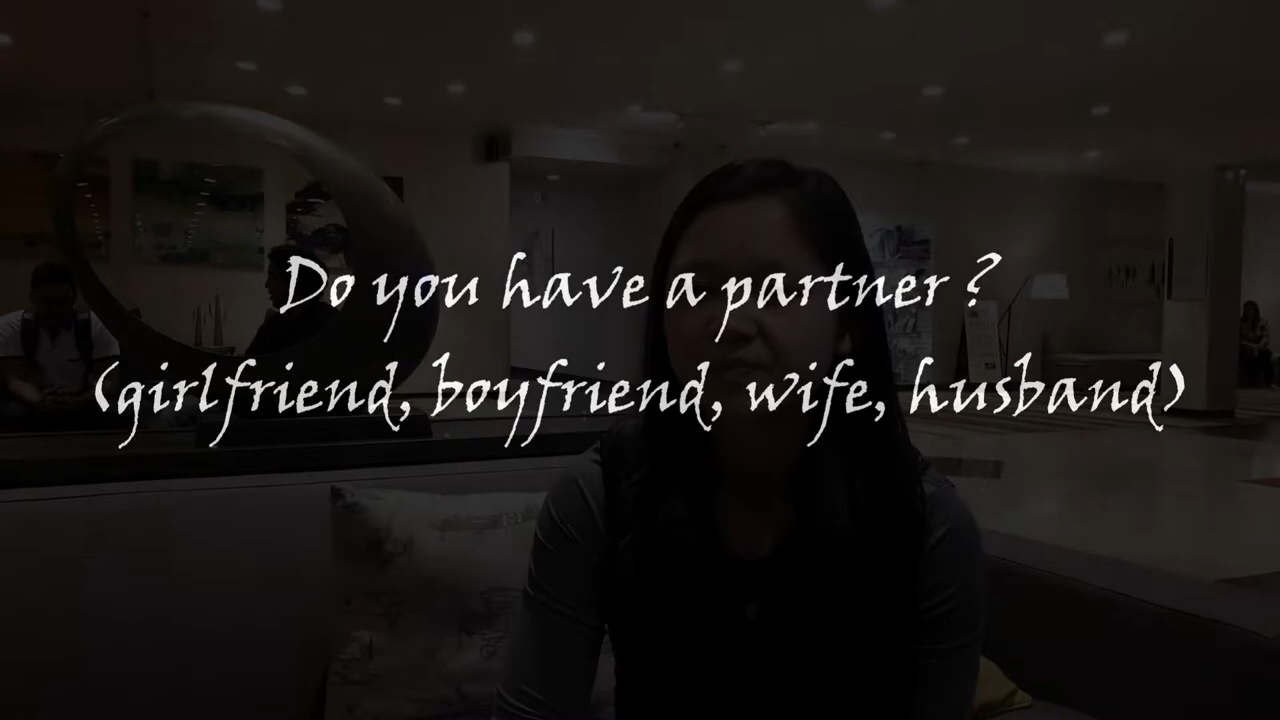 Do you have a partner ?
(girlfriend, boyfriend, wife, husband)